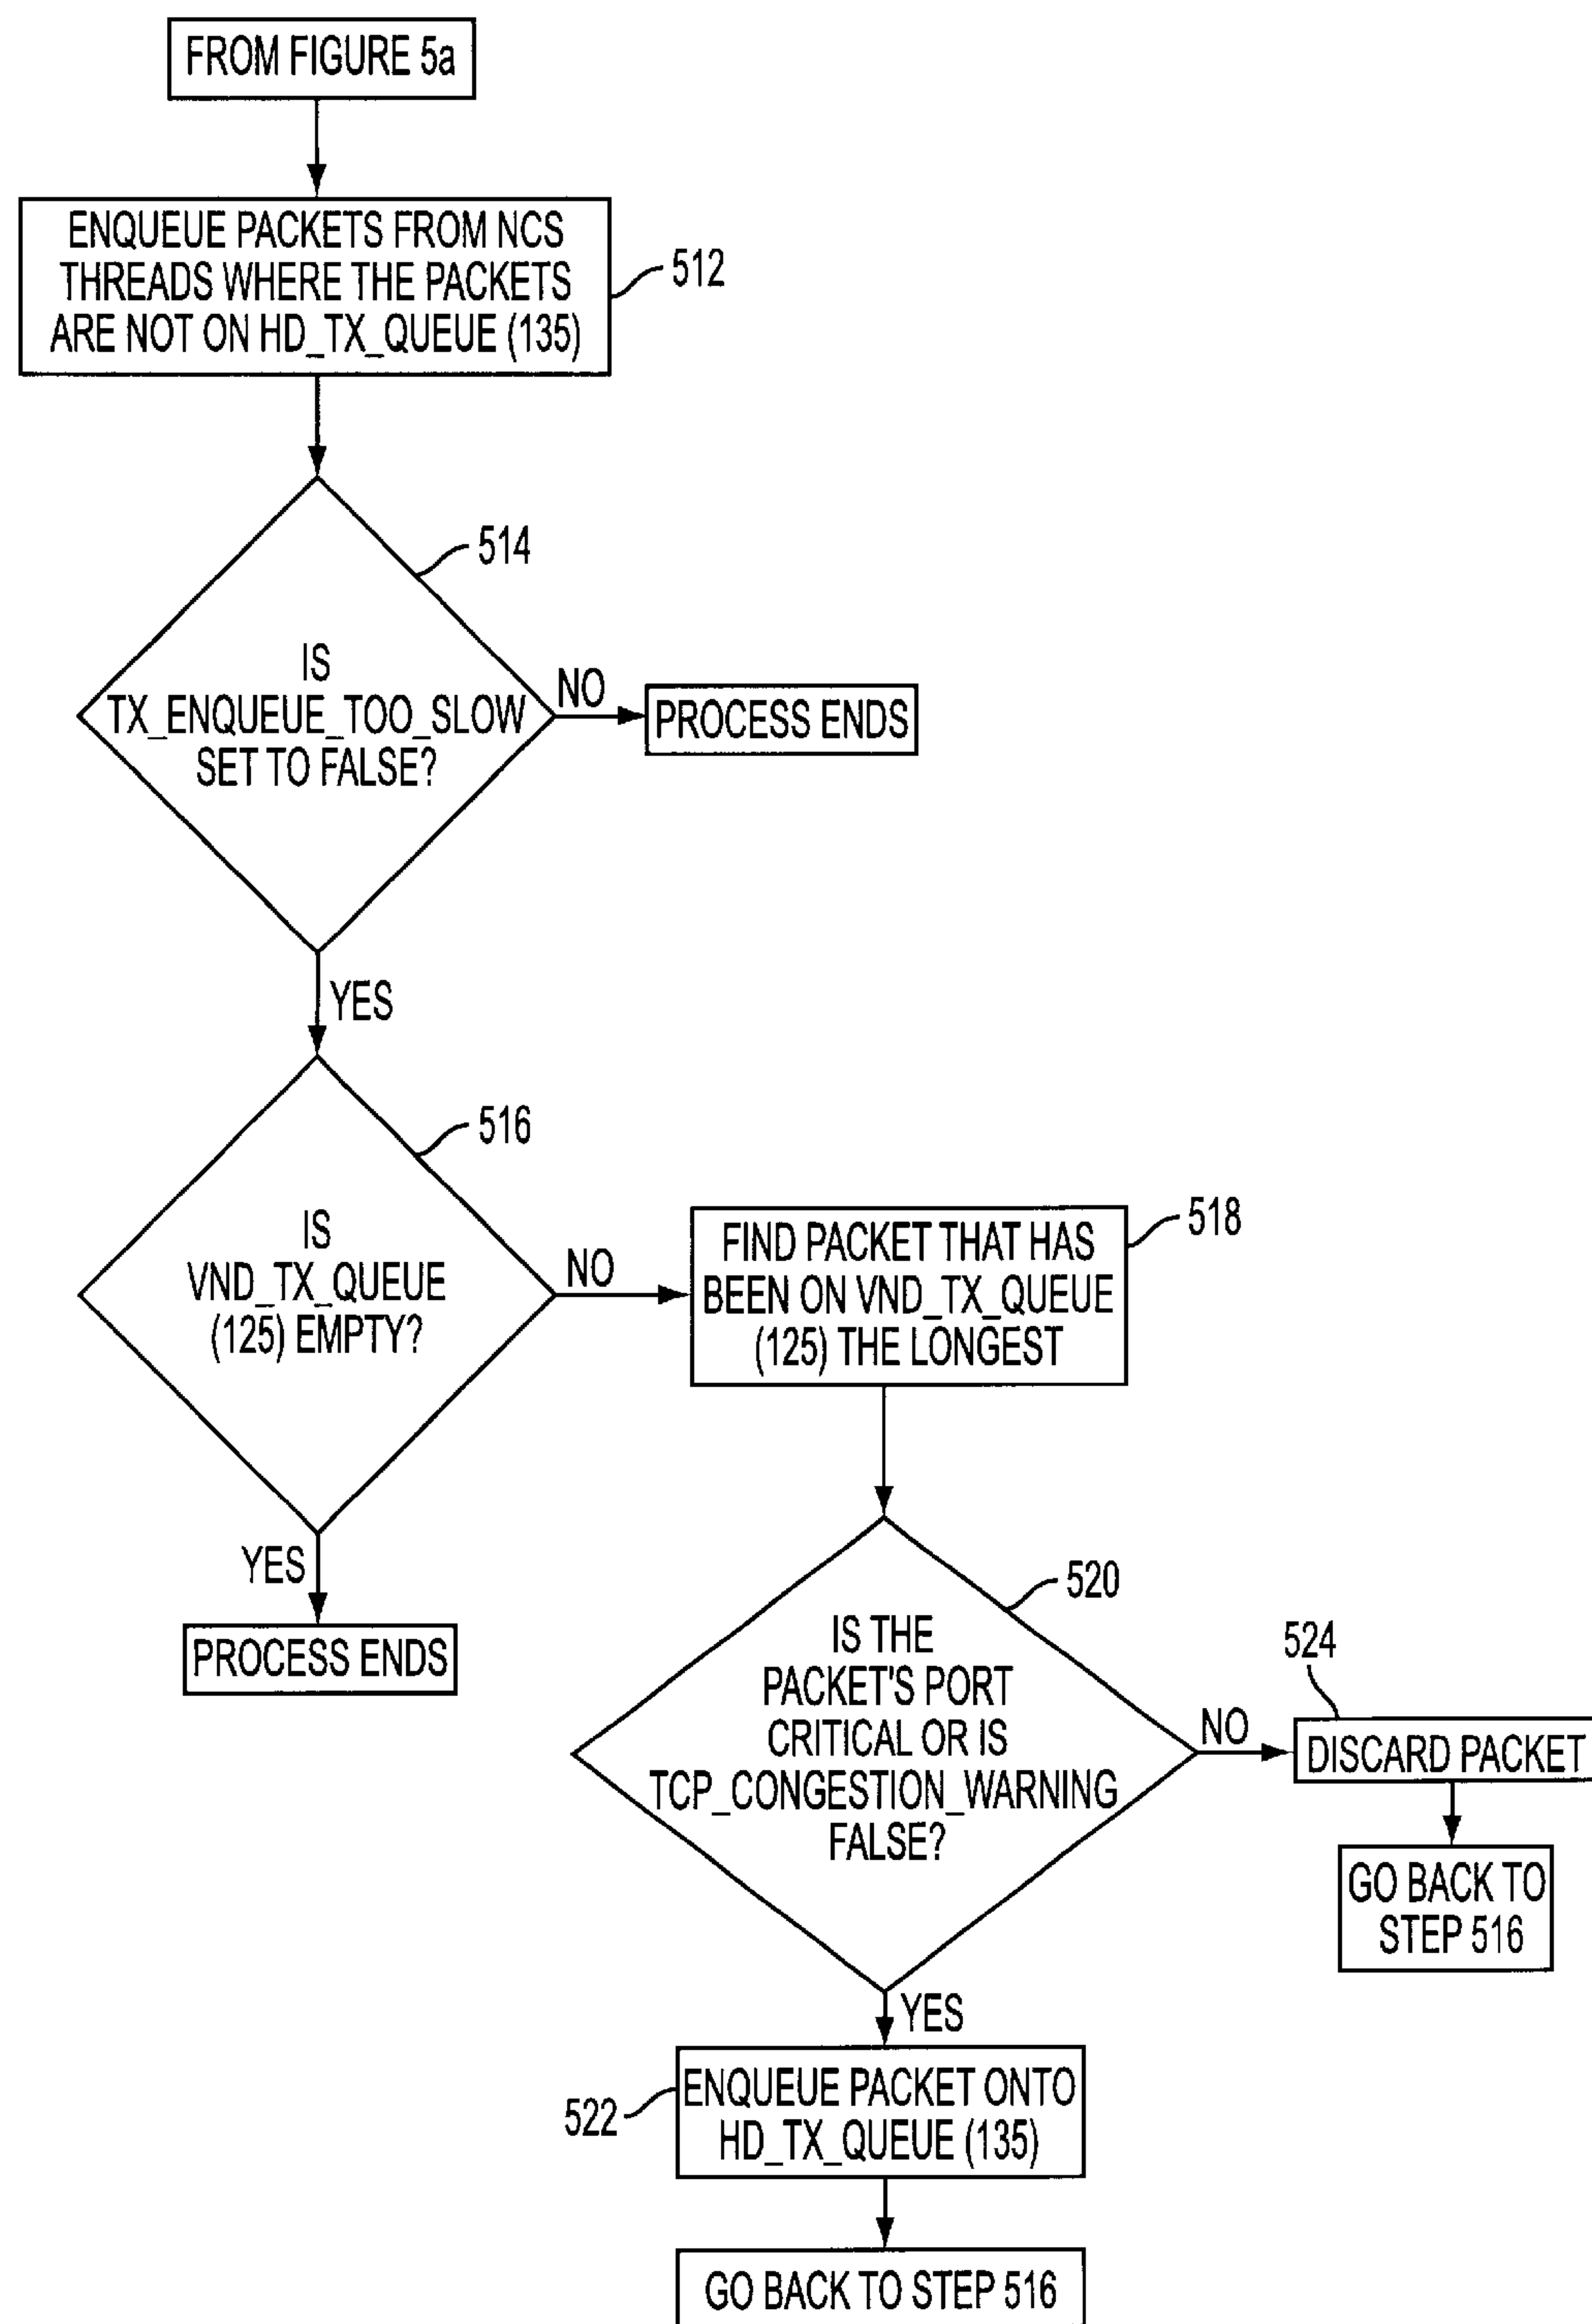 FROM FIGURE 5a
ENQUEUE PACKETS FROM NCS
THREADS WHERE THE PACKETS
ARE NOT ON HD_TX_QUEUE (135)
512
514
IS
TX_ENQUEUE_TOO_SLOW
SET TO FALSE?
NO
PROCESS ENDS
YES
516
IS
VND_TX_QUEUE
(125) EMPTY?
NO
518
FIND PACKET THAT HAS
BEEN ON VND_TX_QUEUE
(125) THE LONGEST
YES
PROCESS ENDS
520
IS THE
PACKET'S PORT
CRITICAL OR IS
TCP_CONGESTION_WARNING
FALSE?
NO
524
DISCARD PACKET
GO BACK TO
STEP 516
YES
522
ENQUEUE PACKET ONTO
HD_TX_QUEUE (135)
GO BACK TO STEP 516